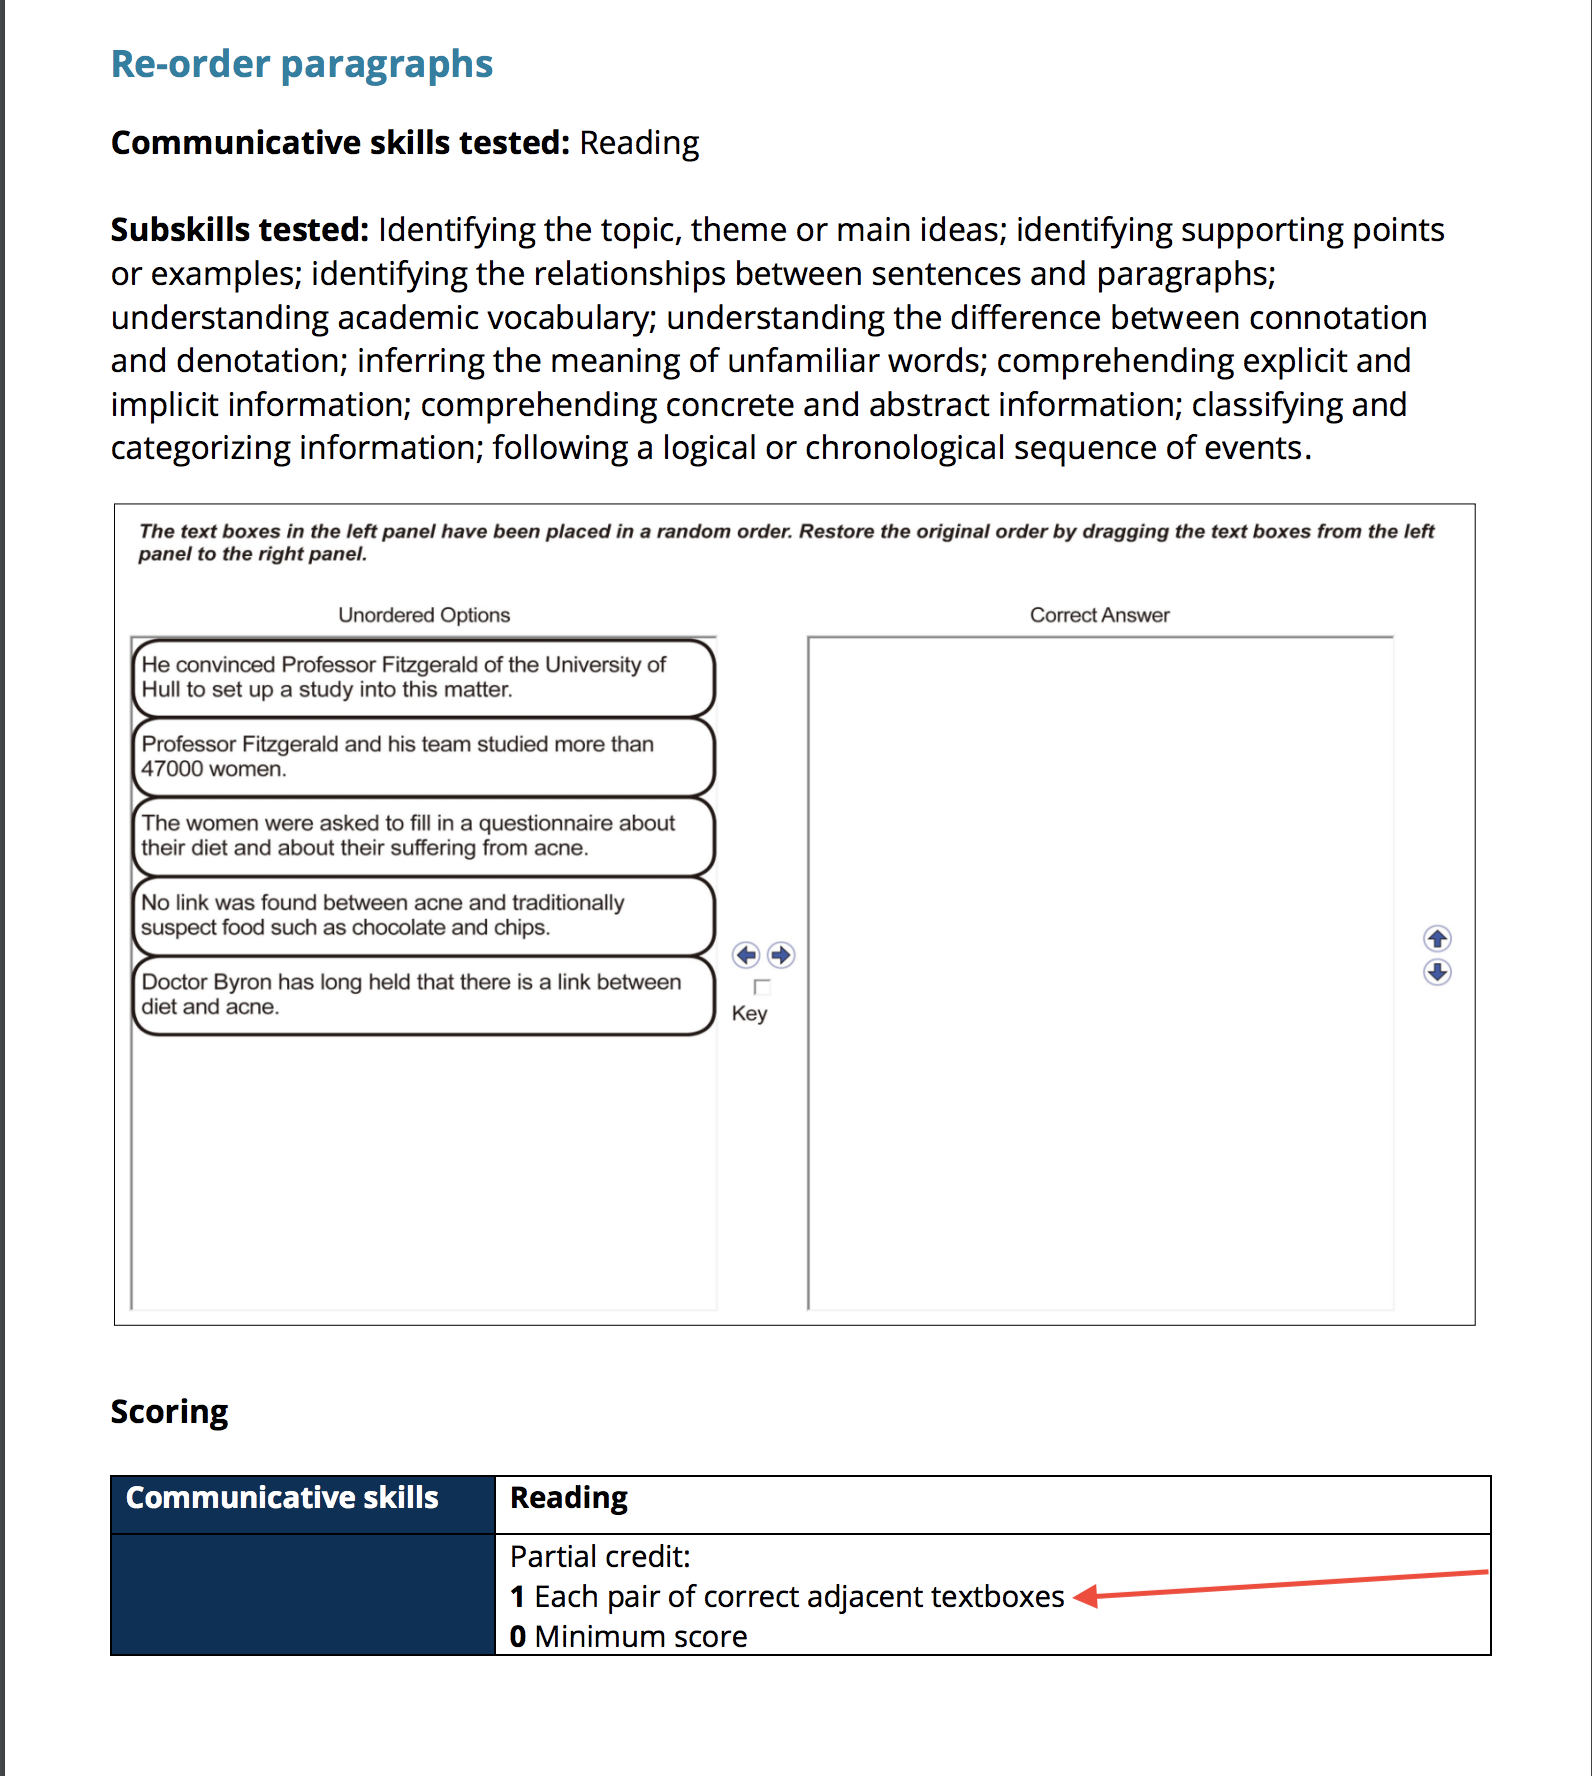 Re-order paragraphs
Communicative skills tested: Reading
Subskills tested: Identifying the topic, theme or main ideas; identifying supporting points
or examples; identifying the relationships between sentences and paragraphs;
understanding academic vocabulary; understanding the difference between connotation
and denotation; inferring the meaning of unfamiliar words; comprehending explicit and
implicit information; comprehending concrete and abstract information; classifying and
categorizing information; following a logical or chronological sequence of events.
The text boxes in the left panel have been placed in a random order. Restore the original order by dragging the text boxes from the left
panel to the right panel.
Unordered Options
He convinced Professor Fitzgerald of the University of
Hull to set up a study into this matter.
Professor Fitzgerald and his team studied more than
47000 women.
The women were asked to fill in a questionnaire about
their diet and about their suffering from acne.
No link was found between acne and traditionally
suspect food such as chocolate and chips.
Doctor Byron has long held that there is a link between
diet and acne.
Key
Correct Answer
Scoring
Communicative skills
Reading
Partial credit:
1 Each pair of correct adjacent textboxes
0 Minimum score